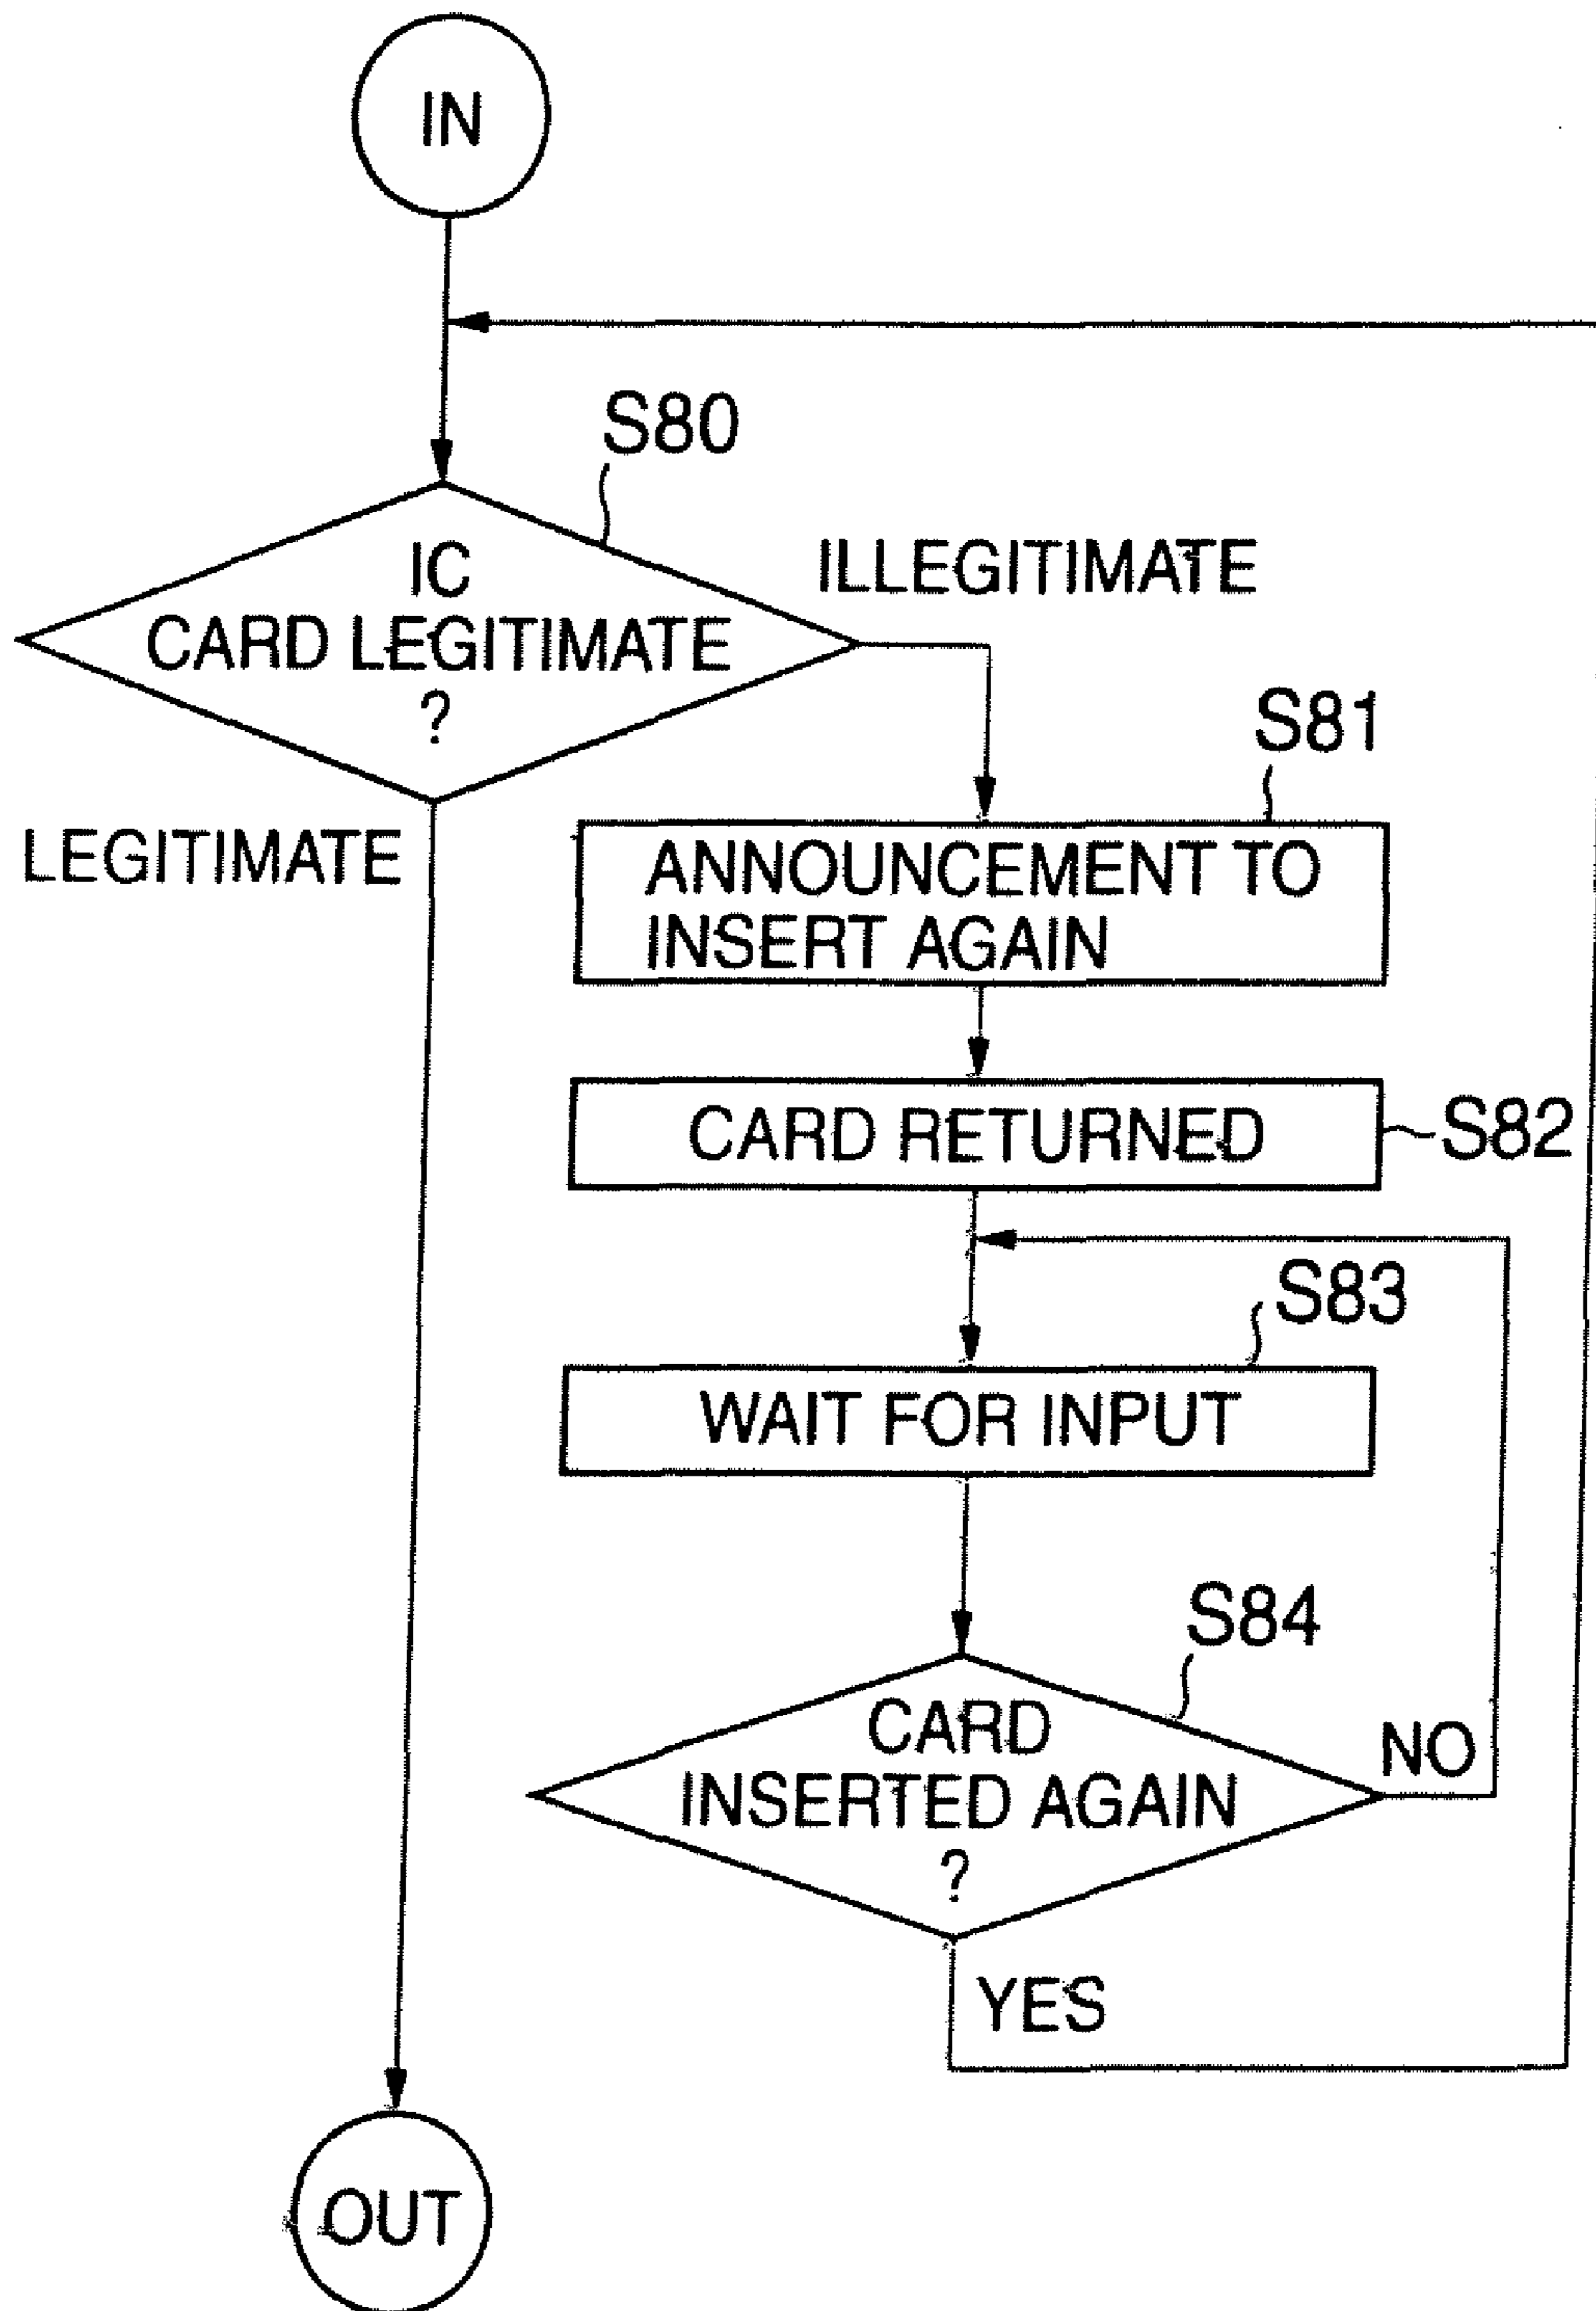 IN
S80
IC
CARD LEGITIMATE
?
ILLEGITIMATE
LEGITIMATE
S81
ANNOUNCEMENT TO
INSERT AGAIN
CARD RETURNED
S82
S83
WAIT FOR INPUT
S84
CARD
INSERTED AGAIN
?
NO
YES
OUT